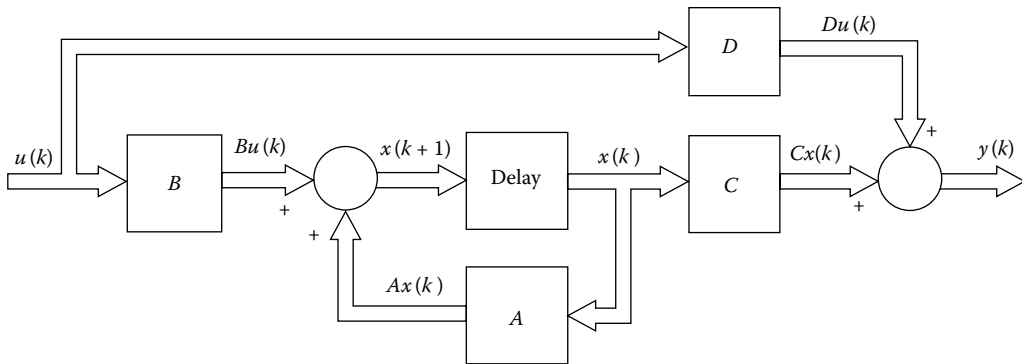 D
Du(k)
+
u(k)
B
Bu(k)
+
x(k + 1)
Delay
x(k)
C
Cx(k)
+
y(k)
+
Ax(k)
A